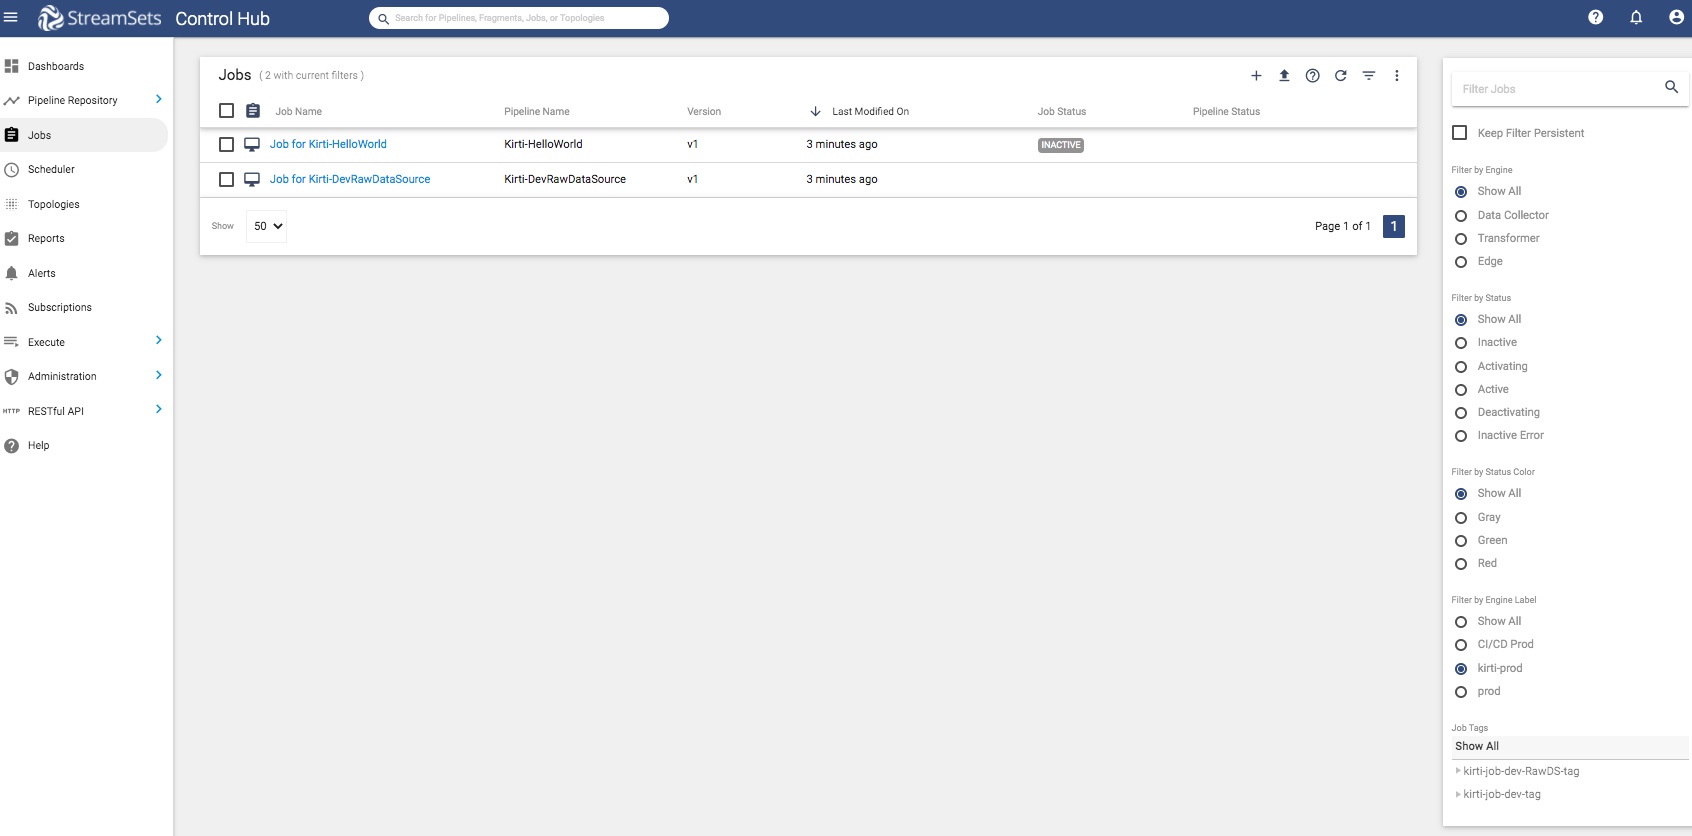 StreamSets Control Hub
Search for Pipelines, Fragments, Jobs, or Topologies
Dashboards
Pipeline Repository
Jobs
Scheduler
Topologies
Reports
Alerts
Subscriptions
Execute
Administration
HTTP RESTful API
Help
Jobs ( 2 with current filters )
Job Name Pipeline Name Version Last Modified On Job Status Pipeline Status
Job for Kirti-HelloWorld Kirti-HelloWorld v1 3 minutes ago INACTIVE
Job for Kirti-DevRawDataSource Kirti-DevRawDataSource v1 3 minutes ago
Show 50 Page 1 of 1 1
Filter Jobs
Keep Filter Persistent
Filter by Engine
Show All
Data Collector
Transformer
Edge
Filter by Status
Show All
Inactive
Activating
Active
Deactivating
Inactive Error
Filter by Status Color
Show All
Gray
Green
Red
Filter by Engine Label
Show All
CI/CD Prod
kirti-prod
prod
Job Tags
Show All
kirti-job-dev-RawDS-tag
kirti-job-dev-tag